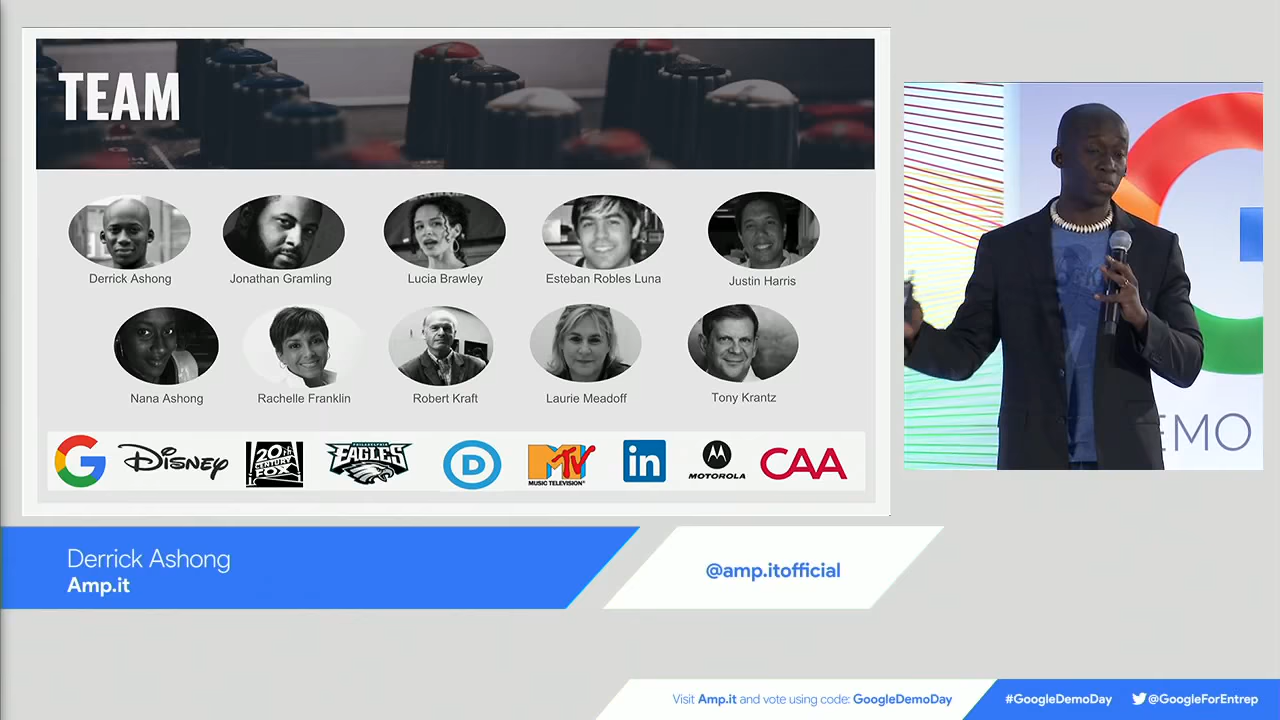 TEAM
Derrick Ashong
Jonathan Gramling
Lucia Brawley
Esteban Robles Luna
Justin Harris
Nana Ashong
Rachelle Franklin
Robert Kraft
Laurie Meadoff
Tony Krantz
G
DISNEY
20th
CENTURY
FOX
PHILADELPHIA
EAGLES
D
MTV
MUSIC TELEVISION®
in
MOTOROLA
CAA
EMO
Derrick Ashong
Amp.it
@amp.itofficial
Visit Amp.it and vote using code: GoogleDemoDay
#GoogleDemoDay
@GoogleForEntrep